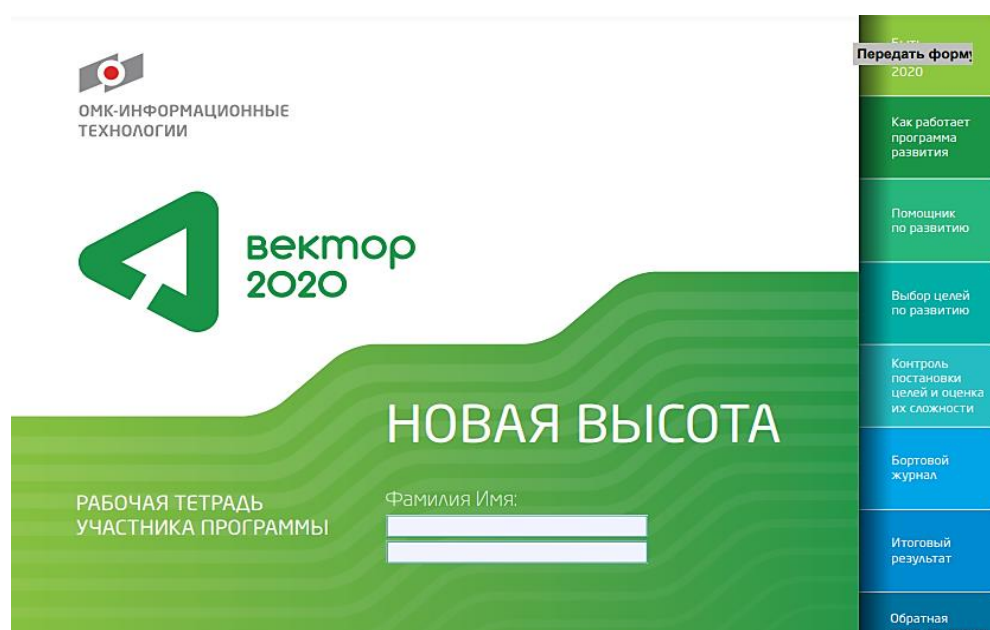 ОМК-ИНФОРМАЦИОННЫЕ
ТЕХНОЛОГИИ
вектор
2020
НОВАЯ ВЫСОТА
РАБОЧАЯ ТЕТРАДЬ
УЧАСТНИКА ПРОГРАММЫ
Фамилия Имя:
Передать форму
2020
Как работает
программа
развития
Помощник
по развитию
Выбор целей
по развитию
Контроль
постановки
целей и оценка
их сложности
Бортовой
журнал
Итоговый
результат
Обратная